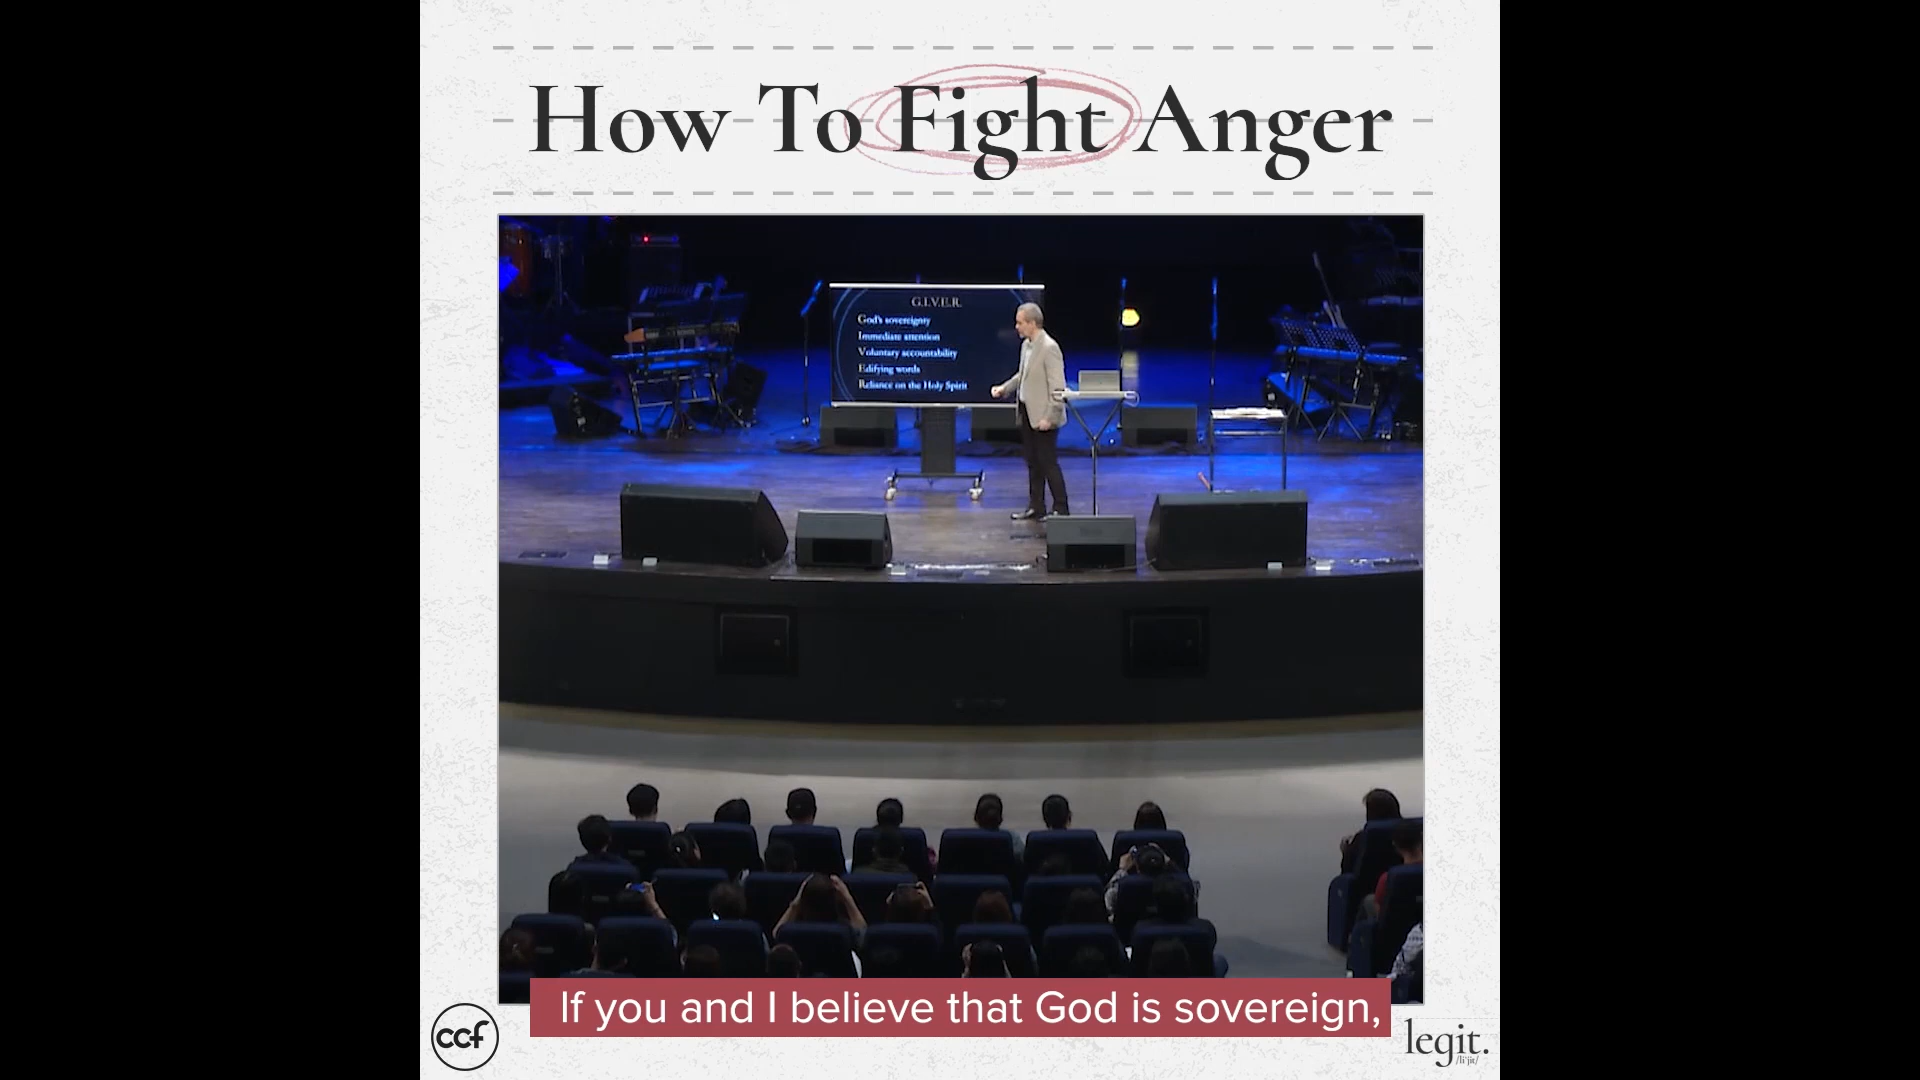 How To Fight Anger
G.I.V.E.R.
God's sovereignty
Immediate attention
Voluntary accountability
Edifying words
Reliance on the Holy Spirit
If you and I believe that God is sovereign,
ccf
legit.